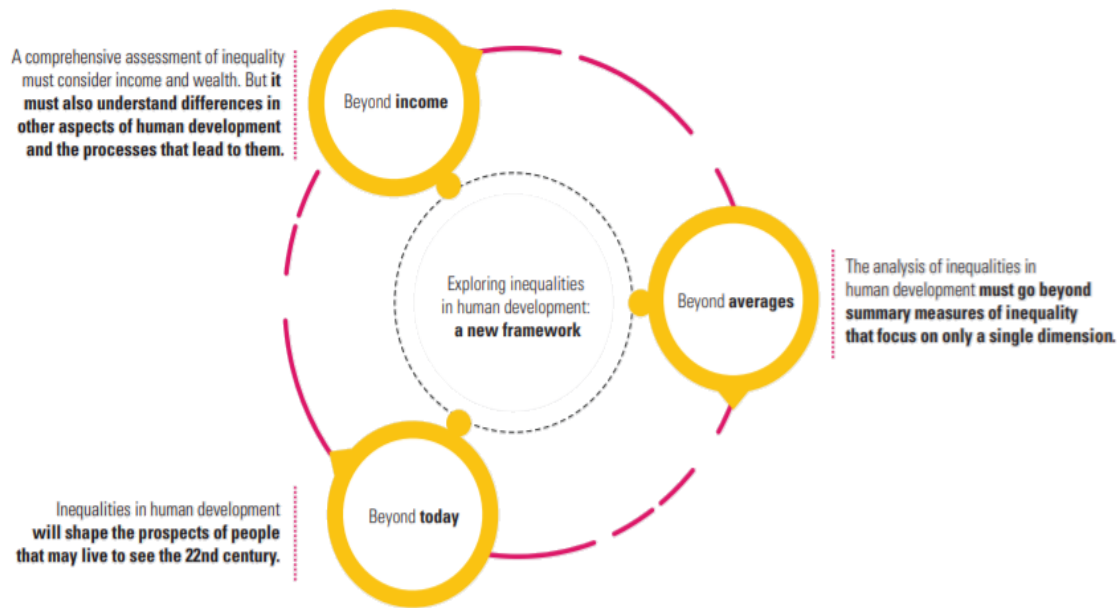 A comprehensive assessment of inequality
must consider income and wealth. But it
must also understand differences in
other aspects of human development
and the processes that lead to them.
Beyond income
Exploring inequalities
in human development:
a new framework
Beyond averages
The analysis of inequalities in
human development must go beyond
summary measures of inequality
that focus on only a single dimension.
Inequalities in human development
will shape the prospects of people
that may live to see the 22nd century.
Beyond today